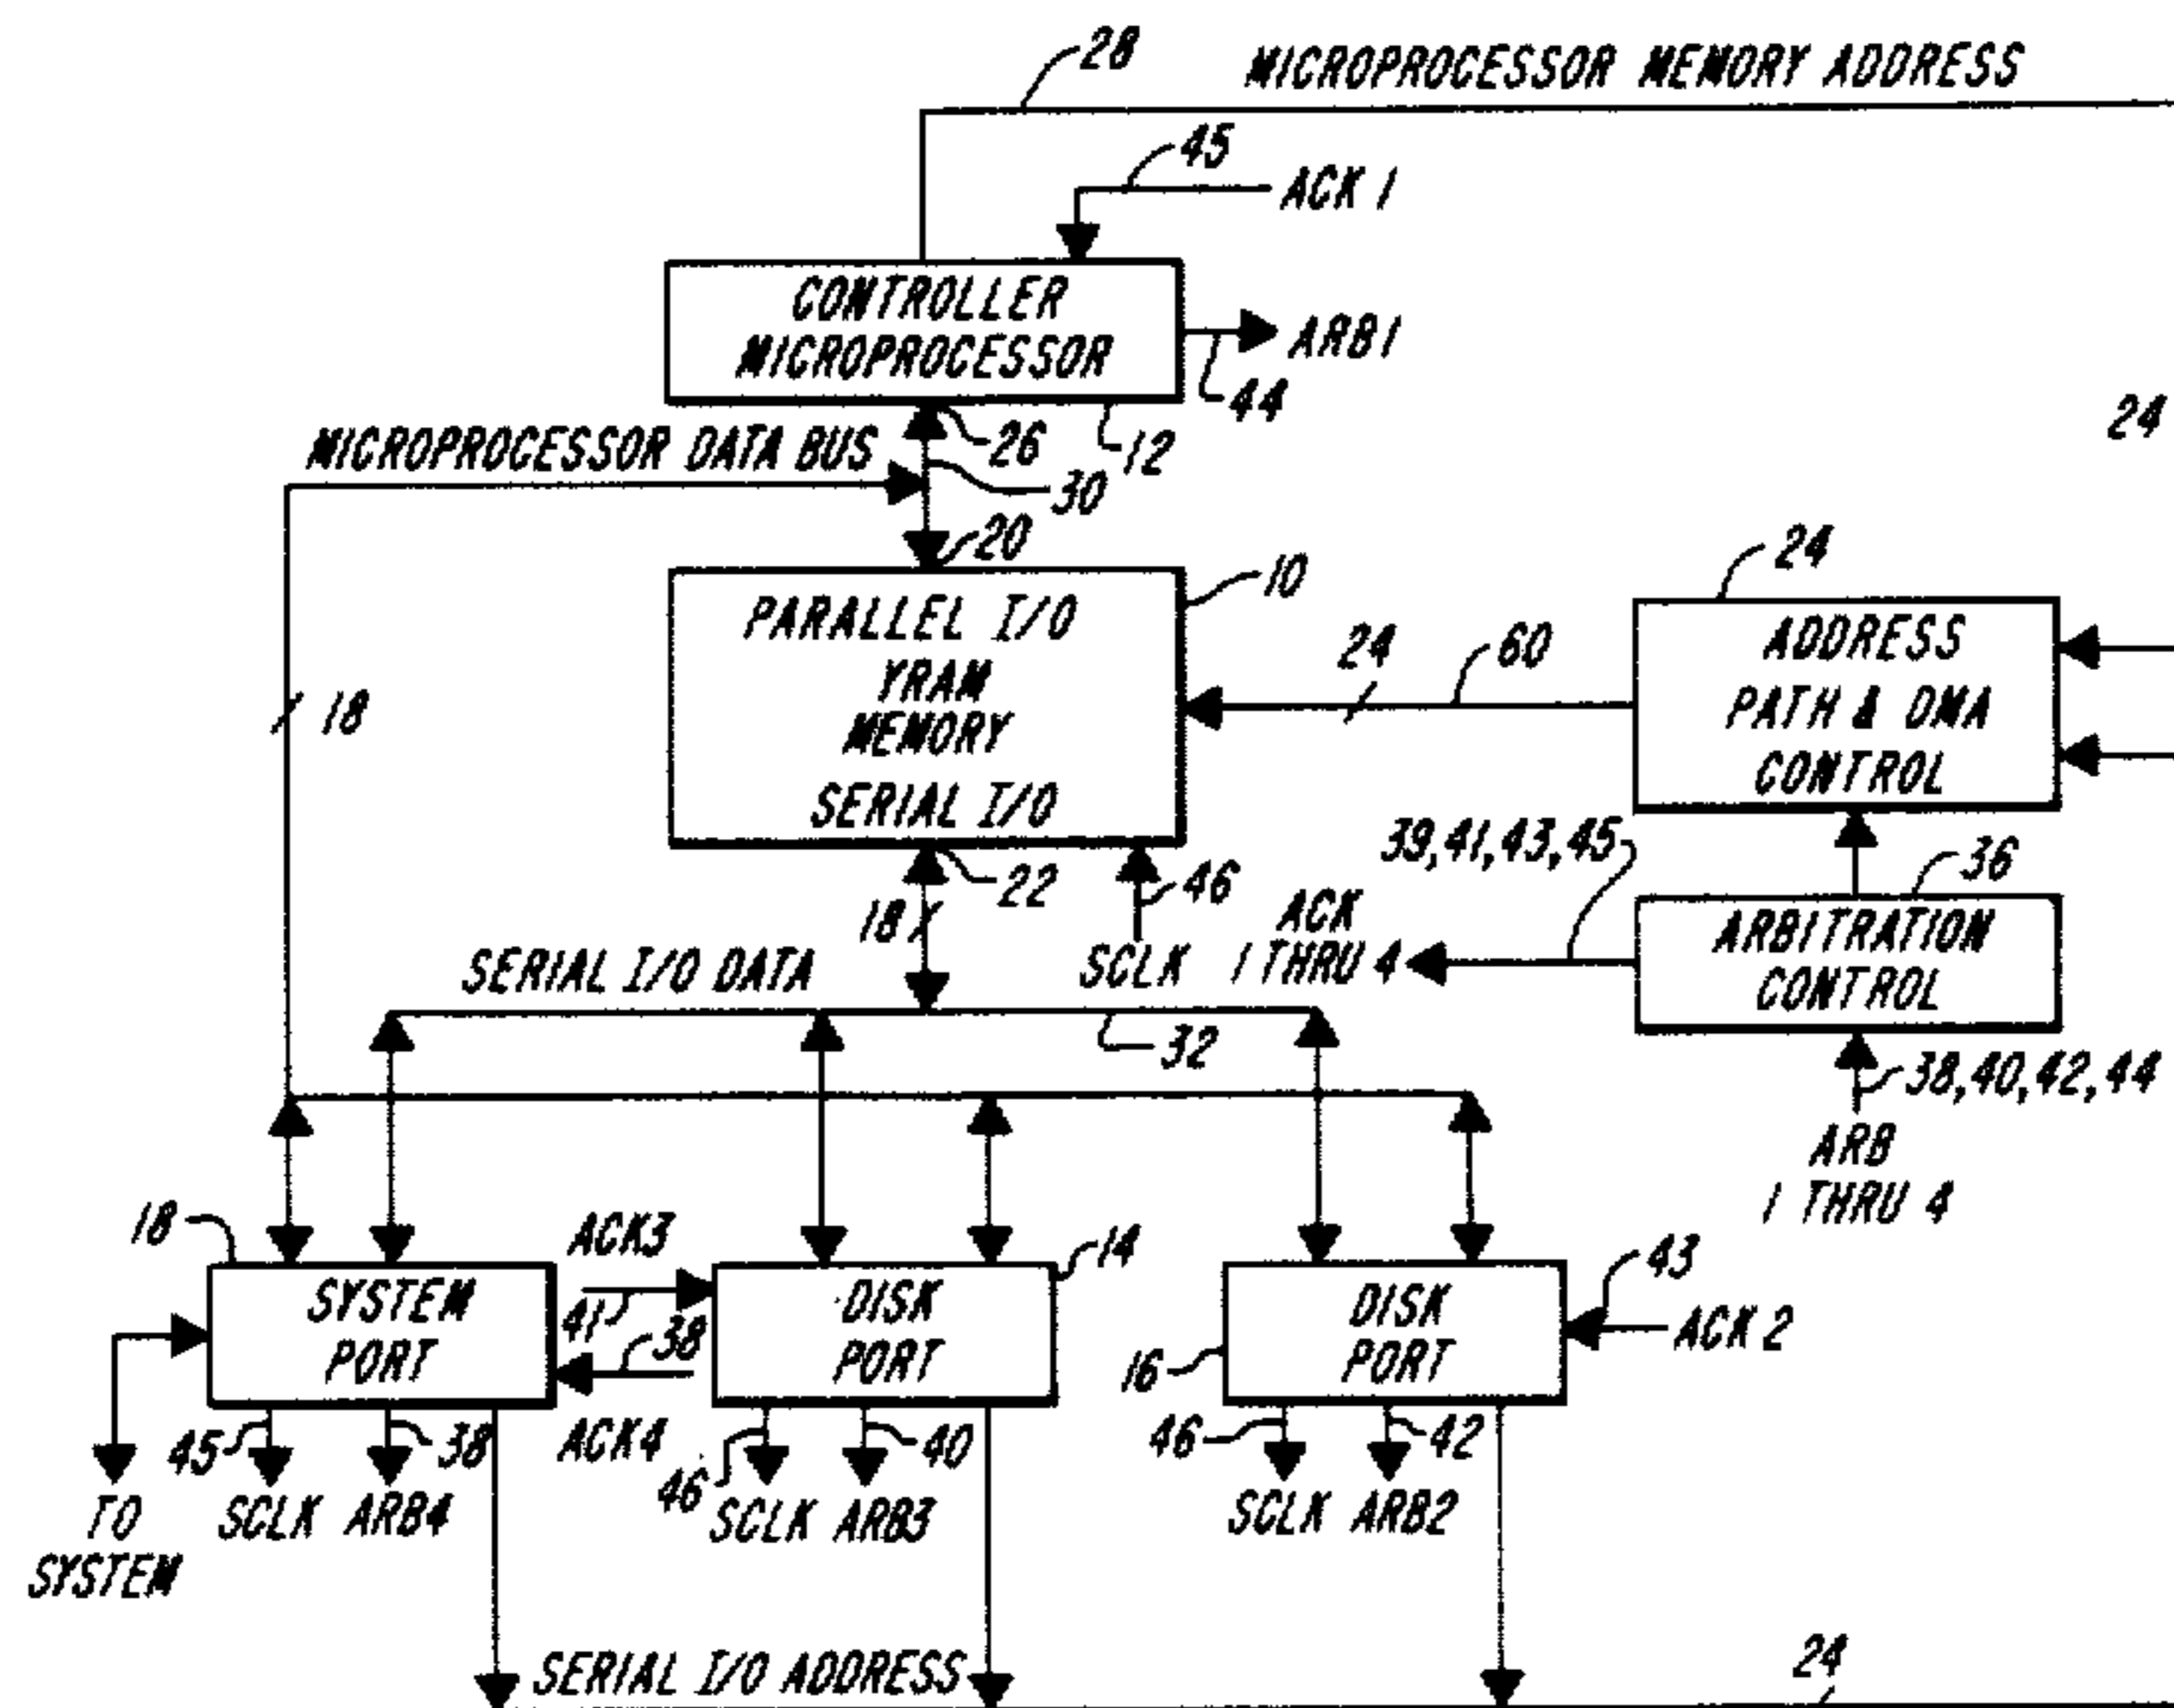 28
MICROPROCESSOR MEMORY ADDRESS
45
ACK 1
CONTROLLER
MICROPROCESSOR
ARB1
44
24
MICROPROCESSOR DATA BUS
26
12
30
20
10
24
PARALLEL I/O
YRAM
MEMORY
SERIAL I/O
24
60
ADDRESS
PATH & DMA
CONTROL
18
39,41,43,45
22
46
36
18
ACK
1 THRU 4
SCLK
ARBITRATION
CONTROL
SERIAL I/O DATA
32
38,40,42,44
ARB
1 THRU 4
18
ACK3
14
43
SYSTEM
PORT
41
38
DISK
PORT
DISK
PORT
ACK 2
16
45
38
ACK4
46
40
46
42
TO
SYSTEM
SCLK ARB4
SCLK ARB3
SCLK ARB2
SERIAL I/O ADDRESS
24